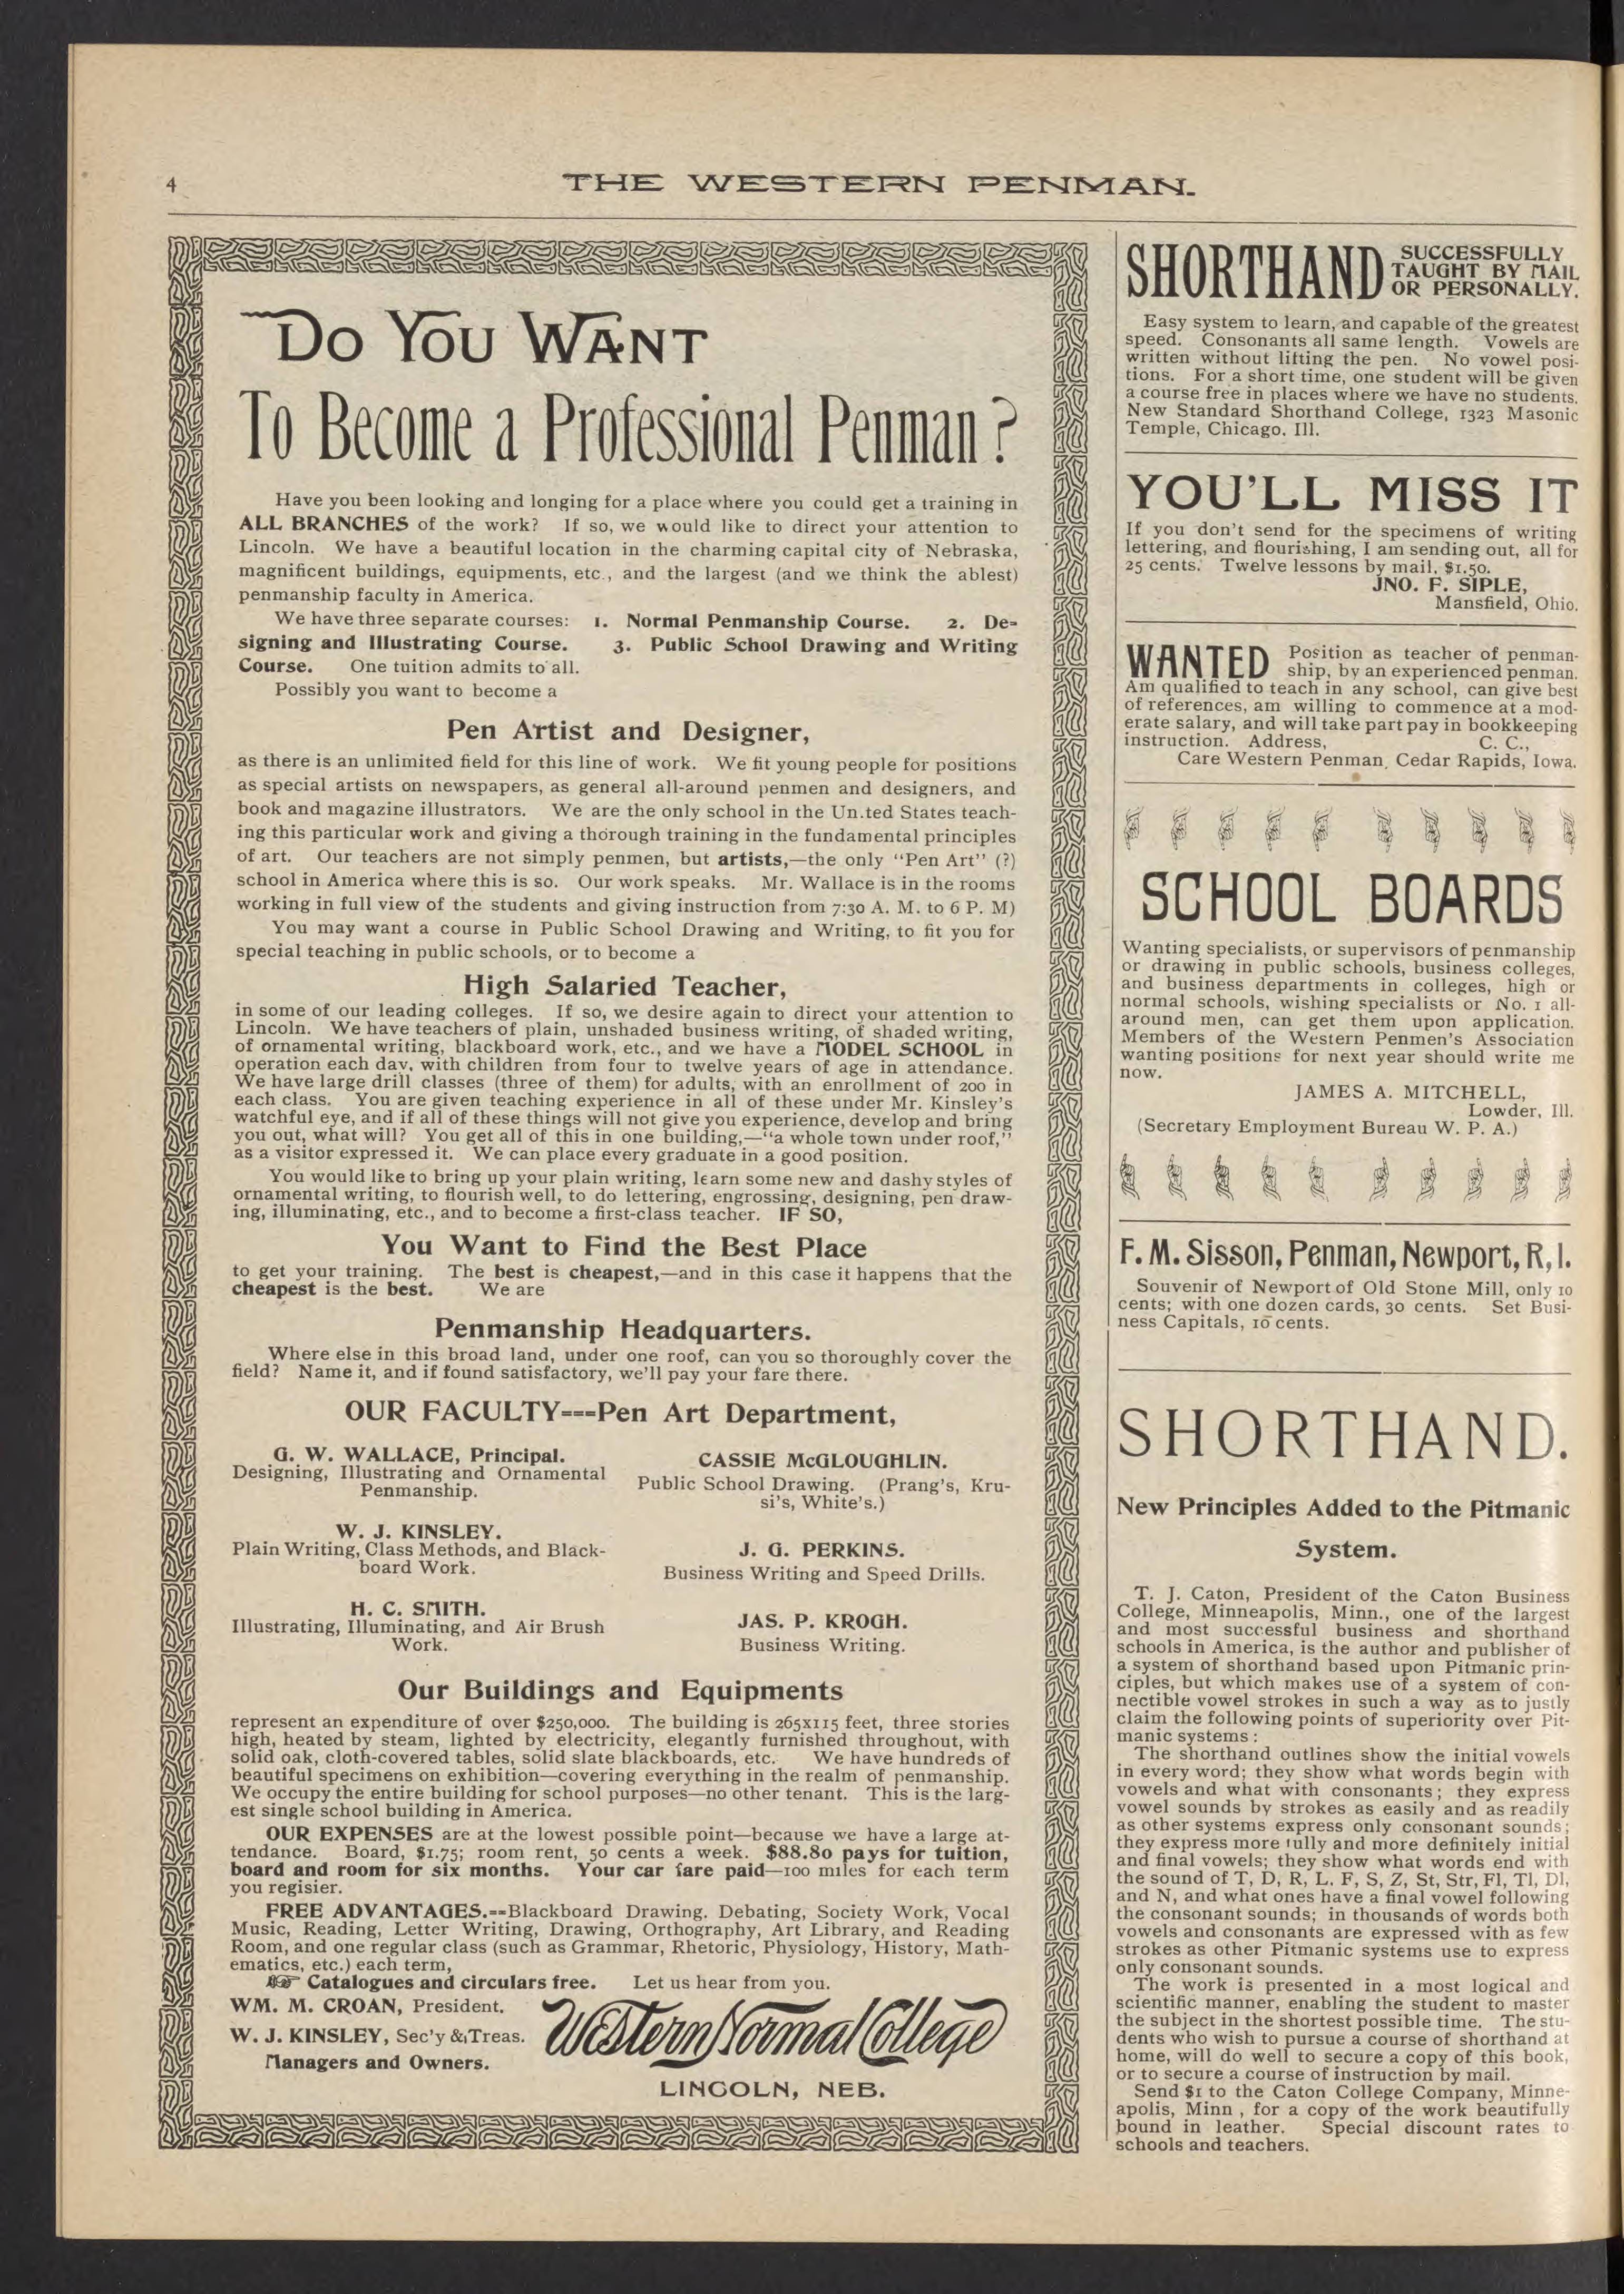 4
THE WESTERN PENMAN.
Do You Want
To Become a Professional Penman?
Have you been looking and longing for a place where you could get a training in
ALL BRANCHES of the work? If so, we would like to direct your attention to
Lincoln. We have a beautiful location in the charming capital city of Nebraska,
magnificent buildings, equipments, etc., and the largest (and we think the ablest)
penmanship faculty in America.
We have three separate courses: 1. Normal Penmanship Course. 2. De-
signing and Illustrating Course. 3. Public School Drawing and Writing
Course. One tuition admits to all.
Possibly you want to become a
Pen Artist and Designer,
as there is an unlimited field for this line of work. We fit young people for positions
as special artists on newspapers, as general all-around penmen and designers, and
book and magazine illustrators. We are the only school in the Un.ted States teach-
ing this particular work and giving a thorough training in the fundamental principles
of art. Our teachers are not simply penmen, but artists,—the only "Pen Art" (?)
school in America where this is so. Our work speaks. Mr. Wallace is in the rooms
working in full view of the students and giving instruction from 7:30 A. M. to 6 P. M)
You may want a course in Public School Drawing and Writing, to fit you for
special teaching in public schools, or to become a
High Salaried Teacher,
in some of our leading colleges. If so, we desire again to direct your attention to
Lincoln. We have teachers of plain, unshaded business writing, of shaded writing,
of ornamental writing, blackboard work, etc., and we have a MODEL SCHOOL in
operation each day, with children from four to twelve years of age in attendance.
We have large drill classes (three of them) for adults, with an enrollment of 200 in
each class. You are given teaching experience in all of these under Mr. Kinsley's
watchful eye, and if all of these things will not give you experience, develop and bring
you out, what will? You get all of this in one building,—"a whole town under roof,"
as a visitor expressed it. We can place every graduate in a good position.
You would like to bring up your plain writing, learn some new and dashy styles of
ornamental writing, to flourish well, to do lettering, engrossing, designing, pen draw-
ing, illuminating, etc., and to become a first-class teacher. IF SO,
You Want to Find the Best Place
to get your training. The best is cheapest,—and in this case it happens that the
cheapest is the best. We are
Penmanship Headquarters.
Where else in this broad land, under one roof, can you so thoroughly cover the
field? Name it, and if found satisfactory, we'll pay your fare there.
OUR FACULTY---Pen Art Department,
G. W. WALLACE, Principal.
Designing, Illustrating and Ornamental
Penmanship.
W. J. KINSLEY.
Plain Writing, Class Methods, and Black-
board Work.
H. C. SMITH.
Illustrating, Illuminating, and Air Brush
Work.
CASSIE McGLOUGHLIN.
Public School Drawing. (Prang's, Kru-
si's, White's.)
J. G. PERKINS.
Business Writing and Speed Drills.
JAS. P. KROGH.
Business Writing.
Our Buildings and Equipments
represent an expenditure of over $250,000. The building is 265x115 feet, three stories
high, heated by steam, lighted by electricity, elegantly furnished throughout, with
solid oak, cloth-covered tables, solid slate blackboards, etc. We have hundreds of
beautiful specimens on exhibition—covering everything in the realm of penmanship.
We occupy the entire building for school purposes—no other tenant. This is the larg-
est single school building in America.
OUR EXPENSES are at the lowest possible point—because we have a large at-
tendance. Board, $1.75; room rent, 50 cents a week. $88.80 pays for tuition,
board and room for six months. Your car fare paid—100 miles for each term
you regisier.
FREE ADVANTAGES.--Blackboard Drawing. Debating, Society Work, Vocal
Music, Reading, Letter Writing, Drawing, Orthography, Art Library, and Reading
Room, and one regular class (such as Grammar, Rhetoric, Physiology, History, Math-
ematics, etc.) each term,
☞ Catalogues and circulars free. Let us hear from you.
WM. M. CROAN, President.
W. J. KINSLEY, Sec'y & Treas.
Managers and Owners.
Western Normal College
LINCOLN, NEB.
SHORTHAND SUCCESSFULLY
TAUGHT BY MAIL
OR PERSONALLY.
Easy system to learn, and capable of the greatest
speed. Consonants all same length. Vowels are
written without lifting the pen. No vowel posi-
tions. For a short time, one student will be given
a course free in places where we have no students.
New Standard Shorthand College, 1323 Masonic
Temple, Chicago. Ill.
YOU'LL MISS IT
If you don't send for the specimens of writing
lettering, and flourishing, I am sending out, all for
25 cents. Twelve lessons by mail, $1.50.
JNO. F. SIPLE,
Mansfield, Ohio.
WANTED Position as teacher of penman-
ship, by an experienced penman.
Am qualified to teach in any school, can give best
of references, am willing to commence at a mod-
erate salary, and will take part pay in bookkeeping
instruction. Address, C. C.,
Care Western Penman, Cedar Rapids, Iowa.
SCHOOL BOARDS
Wanting specialists, or supervisors of penmanship
or drawing in public schools, business colleges,
and business departments in colleges, high or
normal schools, wishing specialists or No. 1 all-
around men, can get them upon application.
Members of the Western Penmen's Association
wanting positions for next year should write me
now.
JAMES A. MITCHELL,
Lowder, Ill.
(Secretary Employment Bureau W. P. A.)
F. M. Sisson, Penman, Newport, R, I.
Souvenir of Newport of Old Stone Mill, only 10
cents; with one dozen cards, 30 cents. Set Busi-
ness Capitals, 10 cents.
SHORTHAND.
New Principles Added to the Pitmanic
System.
T. J. Caton, President of the Caton Business
College, Minneapolis, Minn., one of the largest
and most successful business and shorthand
schools in America, is the author and publisher of
a system of shorthand based upon Pitmanic prin-
ciples, but which makes use of a system of con-
nectible vowel strokes in such a way as to justly
claim the following points of superiority over Pit-
manic systems :
The shorthand outlines show the initial vowels
in every word; they show what words begin with
vowels and what with consonants; they express
vowel sounds by strokes as easily and as readily
as other systems express only consonant sounds;
they express more fully and more definitely initial
and final vowels; they show what words end with
the sound of T, D, R, L. F, S, Z, St, Str, Fl, Tl, Dl,
and N, and what ones have a final vowel following
the consonant sounds; in thousands of words both
vowels and consonants are expressed with as few
strokes as other Pitmanic systems use to express
only consonant sounds.
The work is presented in a most logical and
scientific manner, enabling the student to master
the subject in the shortest possible time. The stu-
dents who wish to pursue a course of shorthand at
home, will do well to secure a copy of this book,
or to secure a course of instruction by mail.
Send $1 to the Caton College Company, Minne-
apolis, Minn , for a copy of the work beautifully
bound in leather. Special discount rates to
schools and teachers.